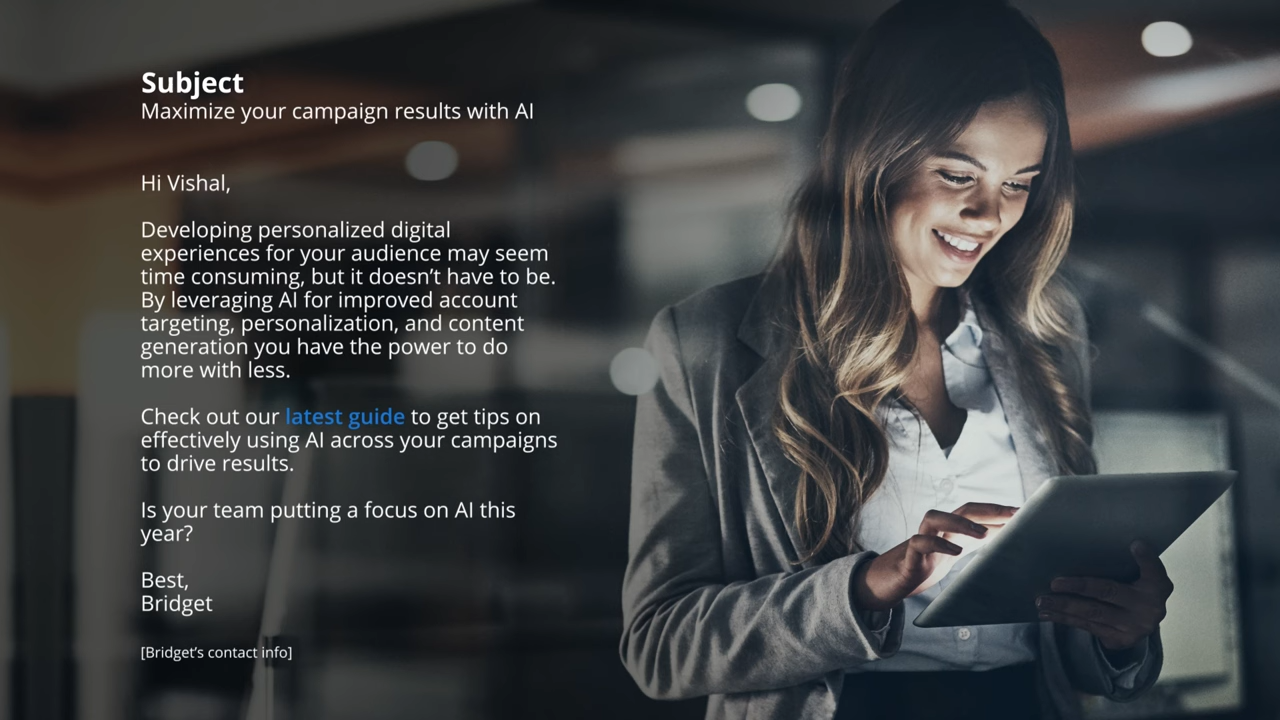 Subject
Maximize your campaign results with AI
Hi Vishal,
Developing personalized digital
experiences for your audience may seem
time consuming, but it doesn’t have to be.
By leveraging AI for improved account
targeting, personalization, and content
generation you have the power to do
more with less.
Check out our latest guide to get tips on
effectively using AI across your campaigns
to drive results.
Is your team putting a focus on AI this
year?
Best,
Bridget
[Bridget’s contact info]